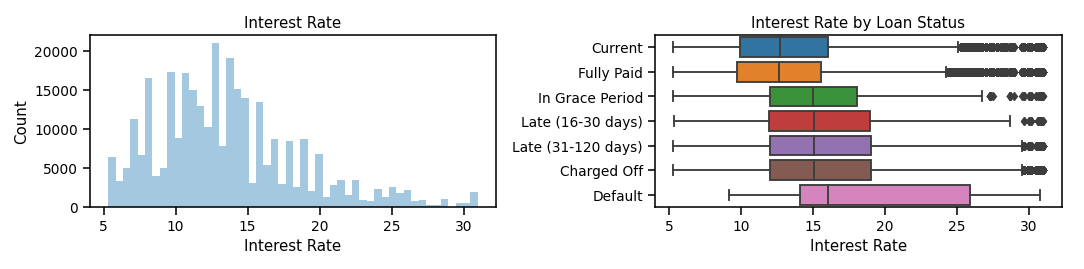 Interest Rate
20000
15000
10000
5000
0
Count
5 10 15 20 25 30
Interest Rate
Interest Rate by Loan Status
Current
Fully Paid
In Grace Period
Late (16-30 days)
Late (31-120 days)
Charged Off
Default
5 10 15 20 25 30
Interest Rate